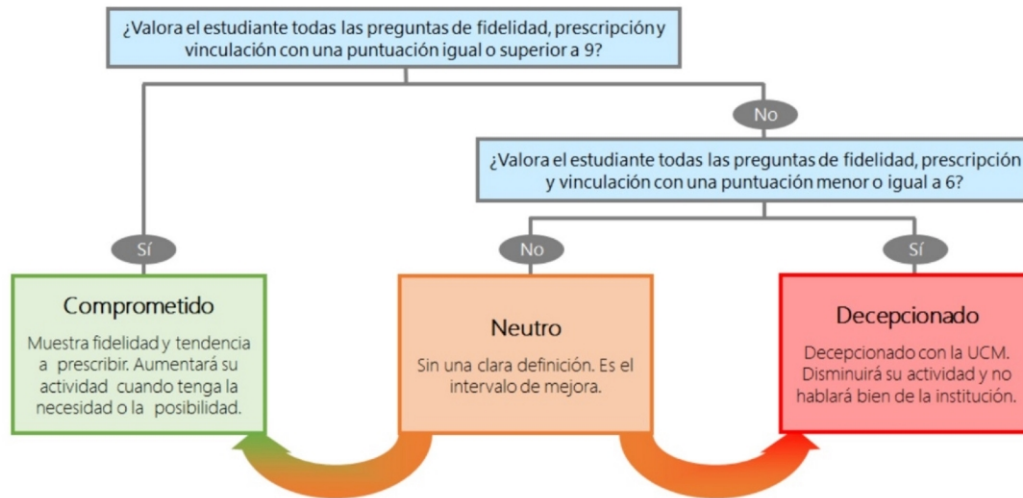 ¿Valora el estudiante todas las preguntas de fidelidad, prescripción y
vinculación con una puntuación igual o superior a 9?
No
¿Valora el estudiante todas las preguntas de fidelidad, prescripción
y vinculación con una puntuación menor o igual a 6?
Sí
No
Sí
Comprometido
Muestra fidelidad y tendencia
a prescribir. Aumentará su
actividad cuando tenga la
necesidad o la posibilidad.
Neutro
Sin una clara definición. Es el
intervalo de mejora.
Decepcionado
Decepcionado con la UCM.
Disminuirá su actividad y no
hablará bien de la institución.